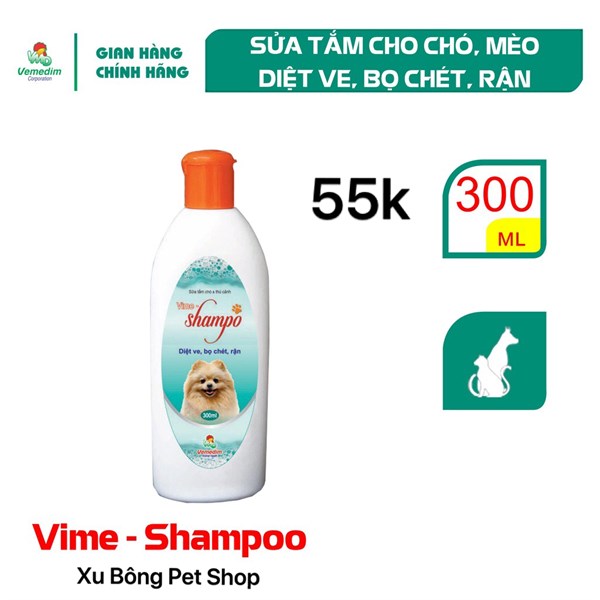 Vemedim
Corporation
GIAN HÀNG
CHÍNH HÃNG
SỬA TẮM CHO CHÓ, MÈO
DIỆT VE, BỌ CHÉT, RẬN
55k
300
ML
Vime -
shampo
Diệt ve, bọ chét, rận
300ml
Vemedim
Vime - Shampoo
Xu Bông Pet Shop